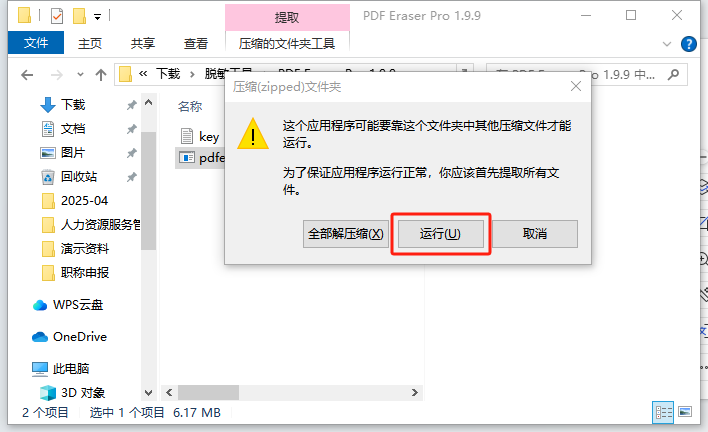 提取
PDF Eraser Pro 1.9.9
文件
主页
共享
查看
压缩的文件夹工具
« 下载 › 脱敏工具
Pro 1.9.9 中...
压缩(zipped)文件夹
这个应用程序可能要靠这个文件夹中其他压缩文件才能
运行。
为了保证应用程序运行正常，你应该首先提取所有文
件。
全部解压缩(X)
运行(U)
取消
下载
文档
图片
回收站
2025-04
人力资源服务管
演示资料
职称申报
WPS云盘
OneDrive
此电脑
3D 对象
名称
key
pdfe
2 个项目
选中 1 个项目 6.17 MB